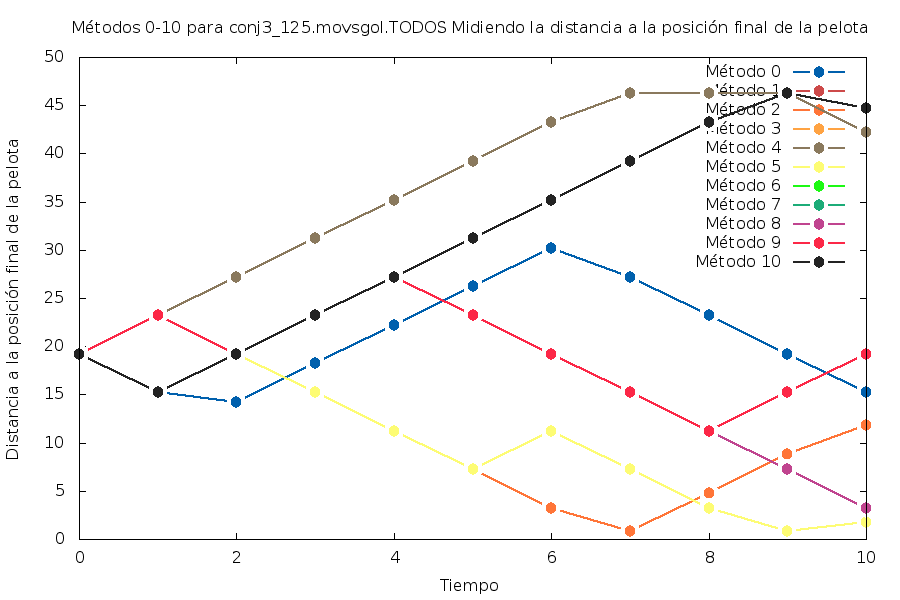 Métodos 0-10 para conj3_125.movsgol.TODOS Midiendo la distancia a la posición final de la pelota
Distancia a la posición final de la pelota
50
45
40
35
30
25
20
15
10
5
0
Método 0
Método 1
Método 2
Método 3
Método 4
Método 5
Método 6
Método 7
Método 8
Método 9
Método 10
0 2 4 6 8 10
Tiempo